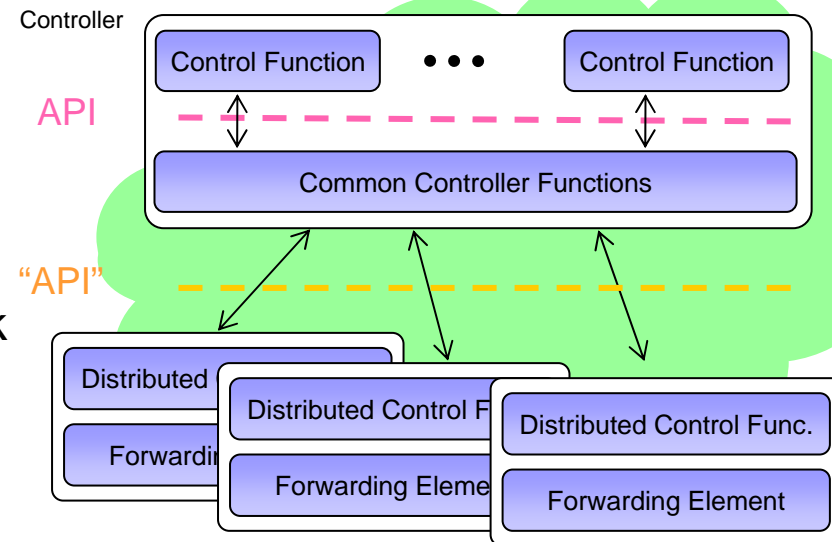 Controller
Control Function
• • •
Control Function
API
Common Controller Functions
“API”
k
Distributed
Distributed Control F
Distributed Control Func.
Forwardin
Forwarding Eleme
Forwarding Element